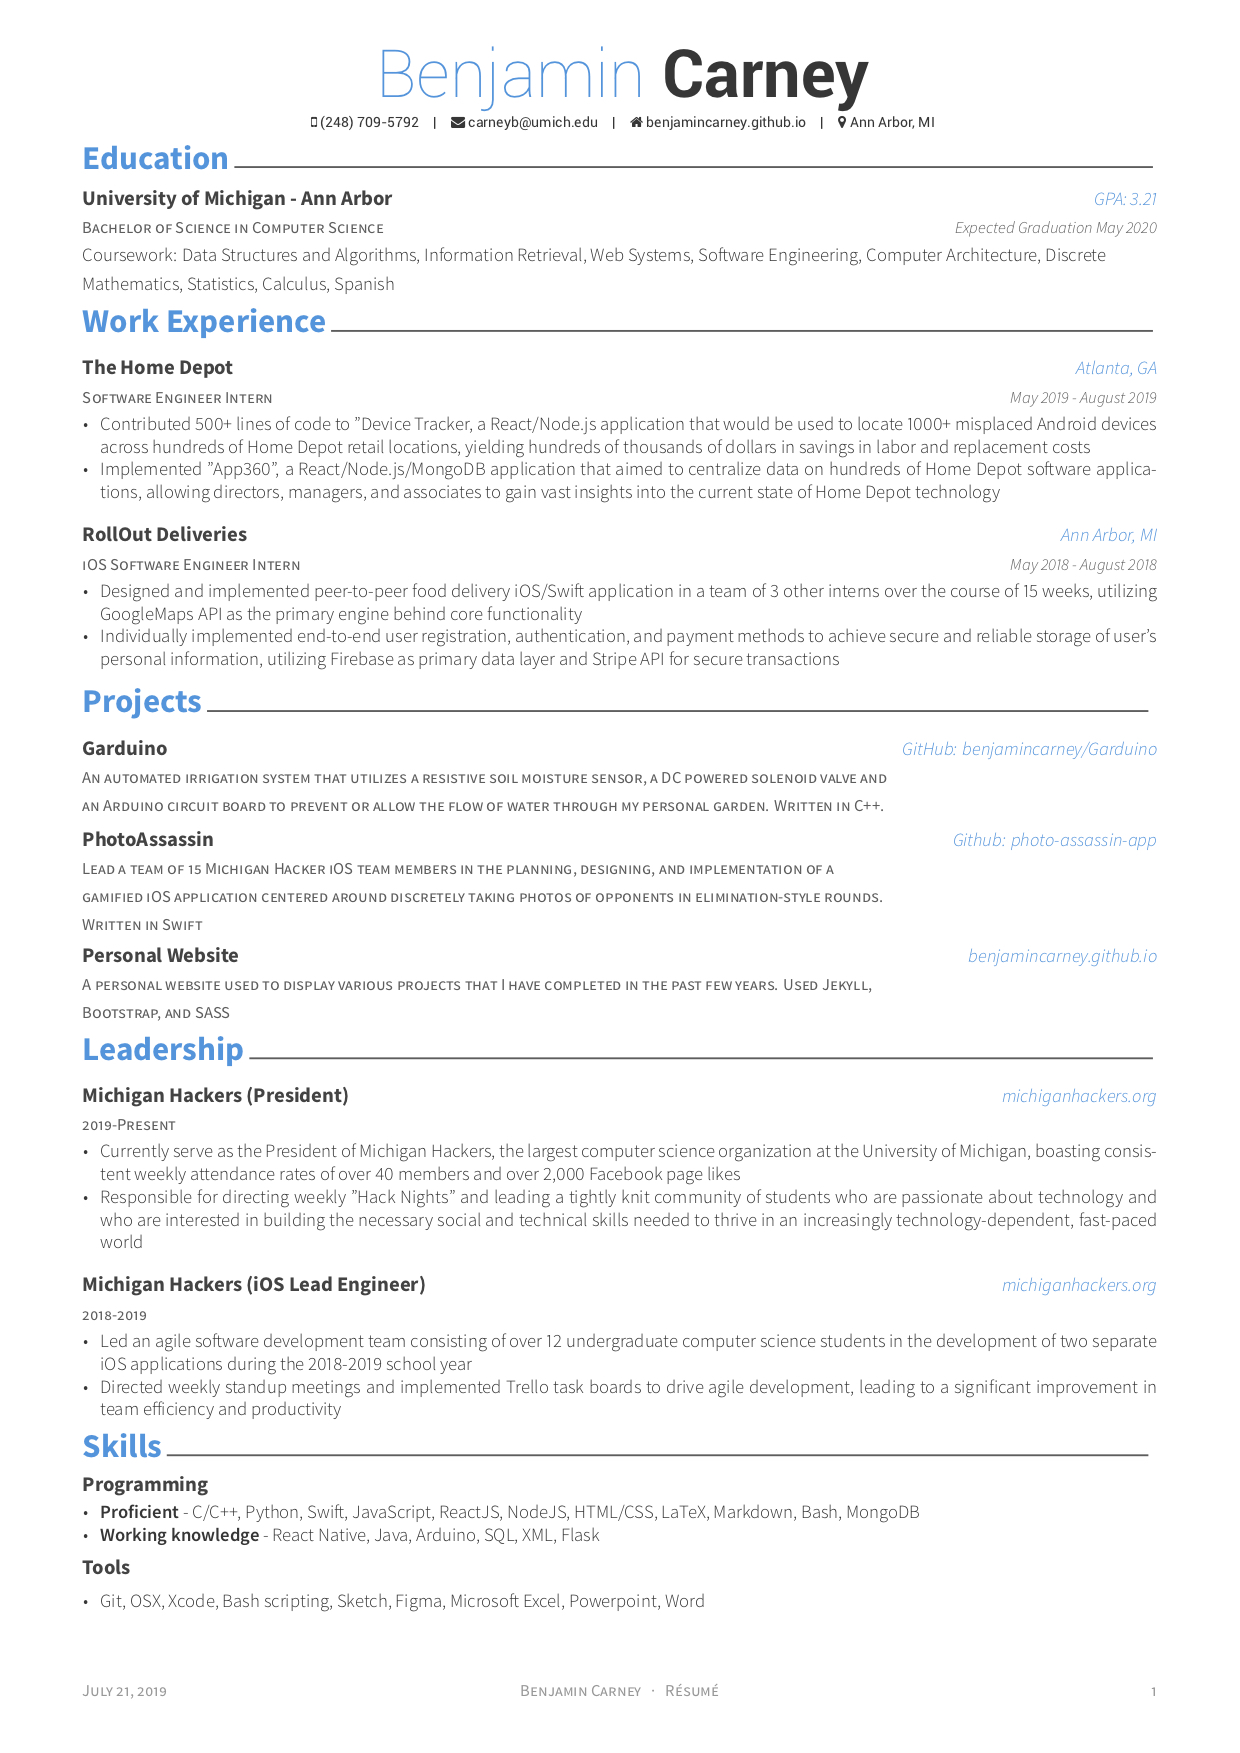 Benjamin Carney
(248) 709-5792 | carneyb@umich.edu | benjamincarney.github.io | Ann Arbor, MI
Education
University of Michigan - Ann Arbor GPA: 3.21
Bachelor of Science in Computer Science Expected Graduation May 2020
Coursework: Data Structures and Algorithms, Information Retrieval, Web Systems, Software Engineering, Computer Architecture, Discrete
Mathematics, Statistics, Calculus, Spanish
Work Experience
The Home Depot Atlanta, GA
Software Engineer Intern May 2019 - August 2019
• Contributed 500+ lines of code to ”Device Tracker, a React/Node.js application that would be used to locate 1000+ misplaced Android devices
across hundreds of Home Depot retail locations, yielding hundreds of thousands of dollars in savings in labor and replacement costs
• Implemented ”App360”, a React/Node.js/MongoDB application that aimed to centralize data on hundreds of Home Depot software applica-
tions, allowing directors, managers, and associates to gain vast insights into the current state of Home Depot technology
RollOut Deliveries Ann Arbor, MI
iOS Software Engineer Intern May 2018 - August 2018
• Designed and implemented peer-to-peer food delivery iOS/Swift application in a team of 3 other interns over the course of 15 weeks, utilizing
GoogleMaps API as the primary engine behind core functionality
• Individually implemented end-to-end user registration, authentication, and payment methods to achieve secure and reliable storage of user’s
personal information, utilizing Firebase as primary data layer and Stripe API for secure transactions
Projects
Garduino GitHub: benjamincarney/Garduino
An automated irrigation system that utilizes a resistive soil moisture sensor, a DC powered solenoid valve and
an Arduino circuit board to prevent or allow the flow of water through my personal garden. Written in C++.
PhotoAssassin Github: photo-assassin-app
Lead a team of 15 Michigan Hacker iOS team members in the planning, designing, and implementation of a
gamified iOS application centered around discretely taking photos of opponents in elimination-style rounds.
Written in Swift
Personal Website benjamincarney.github.io
A personal website used to display various projects that I have completed in the past few years. Used Jekyll,
Bootstrap, and SASS
Leadership
Michigan Hackers (President) michiganhackers.org
2019-Present
• Currently serve as the President of Michigan Hackers, the largest computer science organization at the University of Michigan, boasting consis-
tent weekly attendance rates of over 40 members and over 2,000 Facebook page likes
• Responsible for directing weekly ”Hack Nights” and leading a tightly knit community of students who are passionate about technology and
who are interested in building the necessary social and technical skills needed to thrive in an increasingly technology-dependent, fast-paced
world
Michigan Hackers (iOS Lead Engineer) michiganhackers.org
2018-2019
• Led an agile software development team consisting of over 12 undergraduate computer science students in the development of two separate
iOS applications during the 2018-2019 school year
• Directed weekly standup meetings and implemented Trello task boards to drive agile development, leading to a significant improvement in
team efficiency and productivity
Skills
Programming
• Proficient - C/C++, Python, Swift, JavaScript, ReactJS, NodeJS, HTML/CSS, LaTeX, Markdown, Bash, MongoDB
• Working knowledge - React Native, Java, Arduino, SQL, XML, Flask
Tools
• Git, OSX, Xcode, Bash scripting, Sketch, Figma, Microsoft Excel, Powerpoint, Word
July 21, 2019 Benjamin Carney · Résumé 1